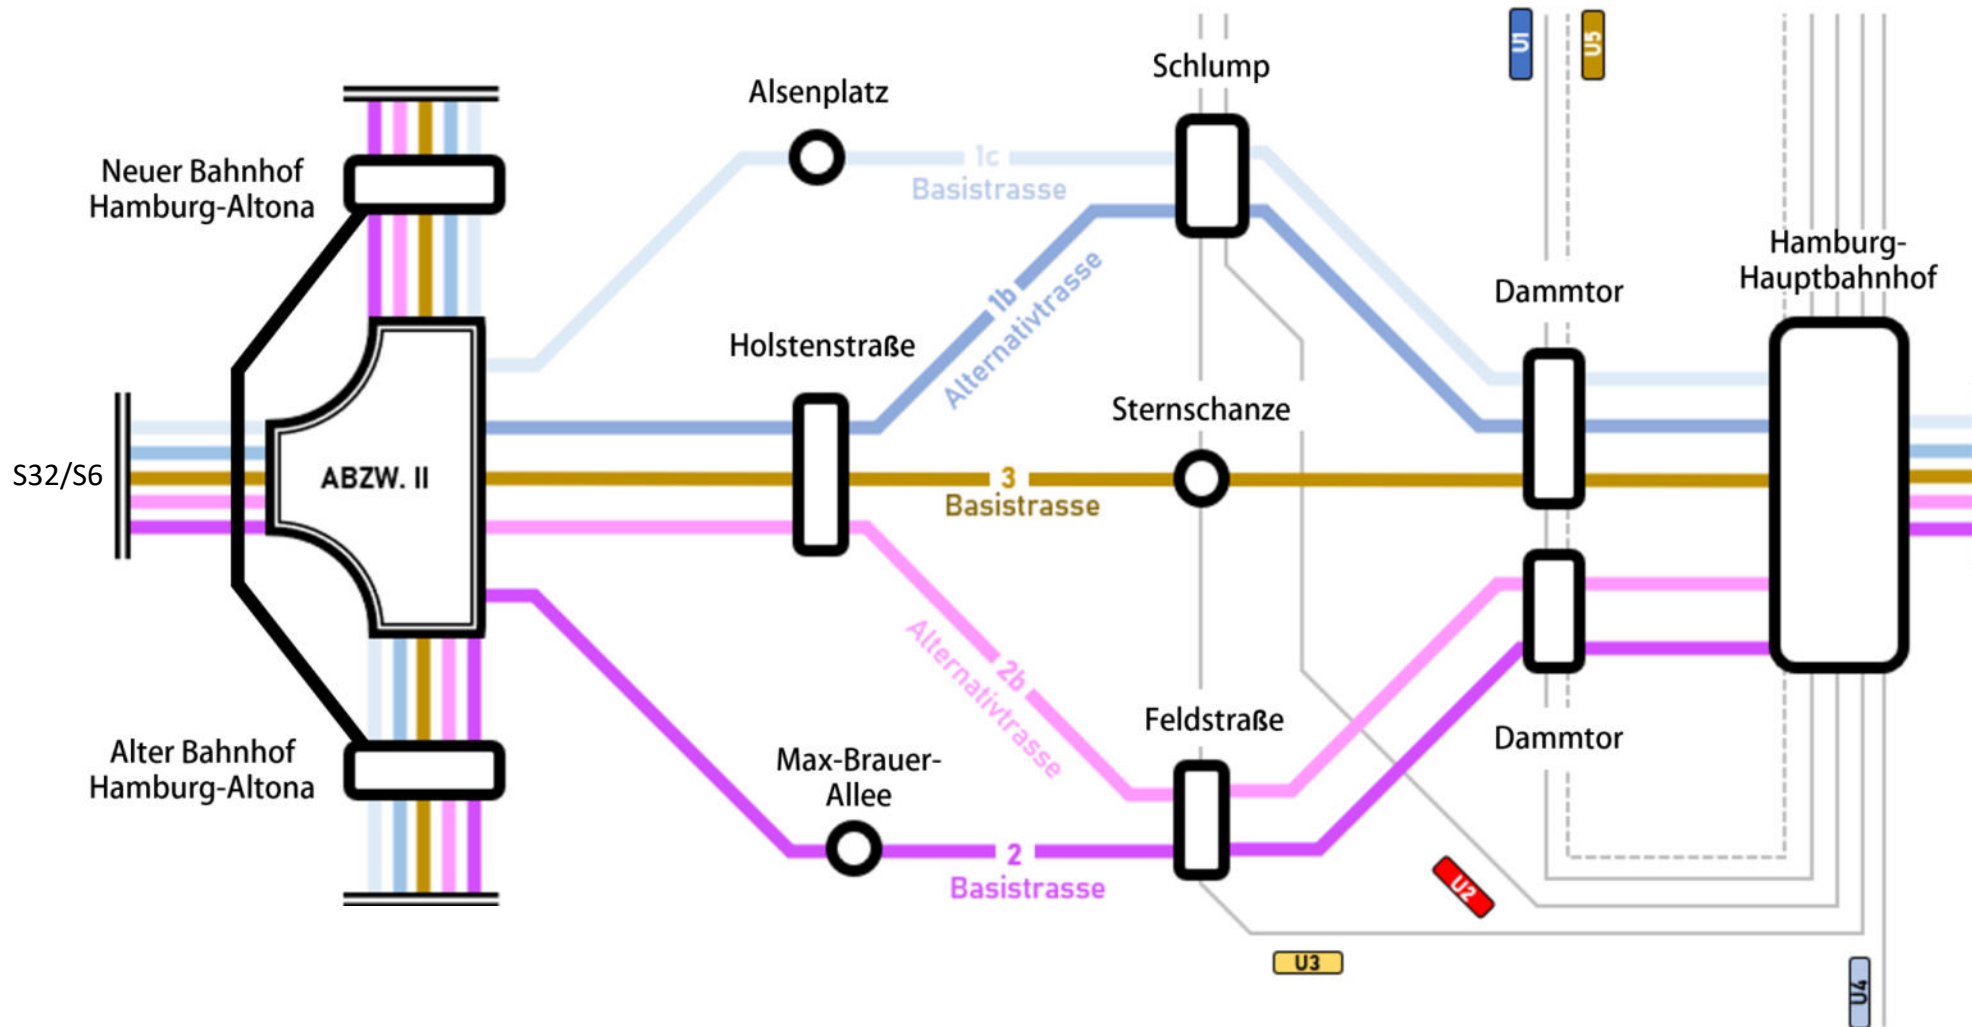 U1
U5
Schlump
Alsenplatz
Neuer Bahnhof
Hamburg-Altona
1c
Basistrasse
Hamburg-
Hauptbahnhof
Dammtor
1b
Alternativtrasse
Holstenstraße
Sternschanze
S32/S6
ABZW. II
3
Basistrasse
2b
Alternativtrasse
Feldstraße
Dammtor
Alter Bahnhof
Hamburg-Altona
Max-Brauer-
Allee
2
Basistrasse
U2
U3
U4